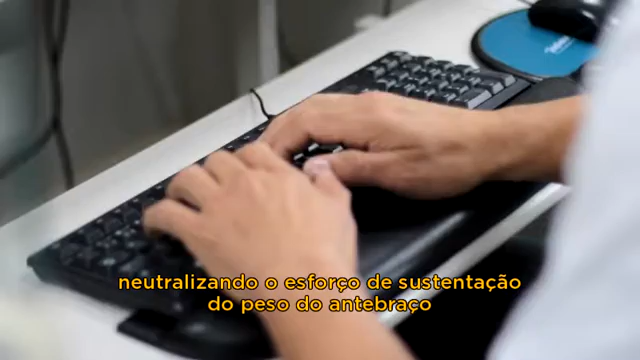 neutralizando o esforço de sustentação
do peso do antebraço